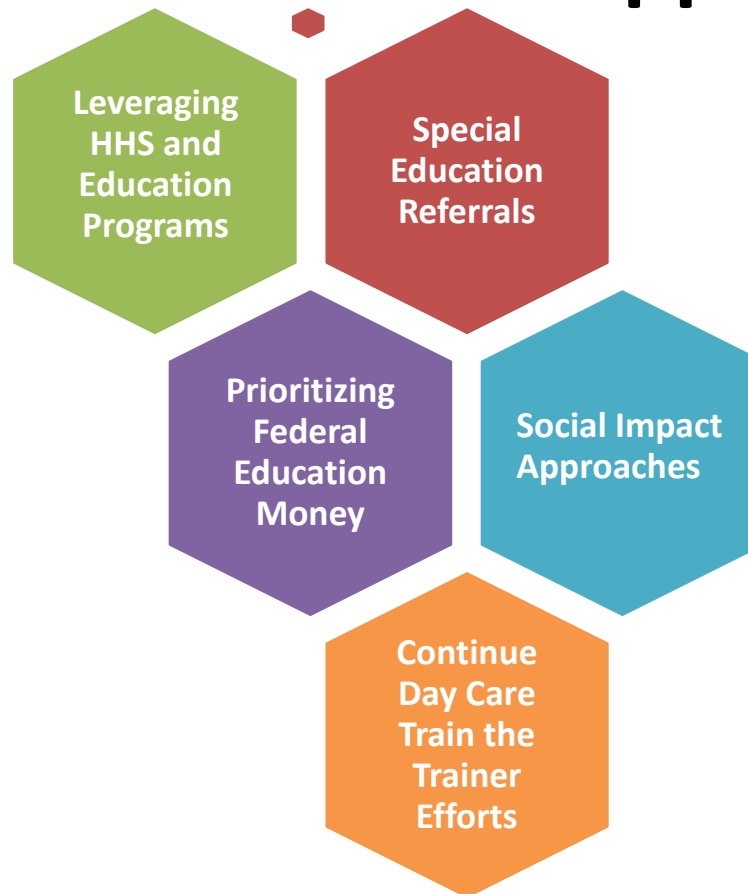 Leveraging
HHS and
Education
Programs
Special
Education
Referrals
Prioritizing
Federal
Education
Money
Social Impact
Approaches
Continue
Day Care
Train the
Trainer
Efforts